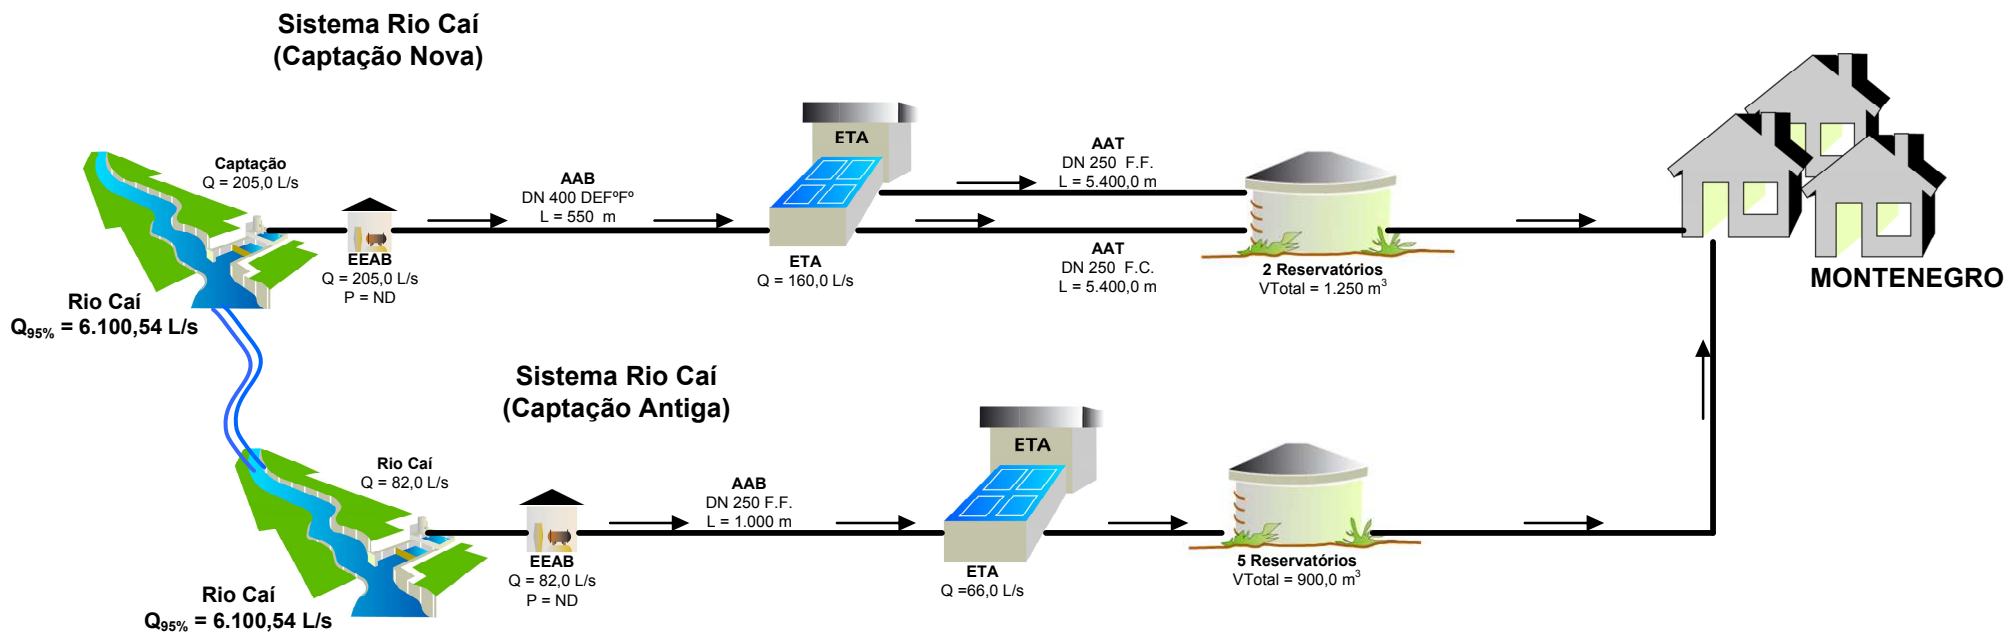 Sistema Rio Caí
(Captação Nova)
Captação
Q = 205,0 L/s
EEAB
Q = 205,0 L/s
P = ND
Rio Caí
Q95% = 6.100,54 L/s
AAB
DN 400 DEFºFº
L = 550  m
ETA
ETA
Q = 160,0 L/s
AAT
DN 250  F.F.
L = 5.400,0 m
AAT
DN 250  F.C.
L = 5.400,0 m
2 Reservatórios
VTotal = 1.250 m³
MONTENEGRO
Sistema Rio Caí
(Captação Antiga)
Rio Caí
Q = 82,0 L/s
EEAB
Q = 82,0 L/s
P = ND
Rio Caí
Q95% = 6.100,54 L/s
AAB
DN 250 F.F.
L = 1.000 m
ETA
ETA
Q =66,0 L/s
5 Reservatórios
VTotal = 900,0 m³